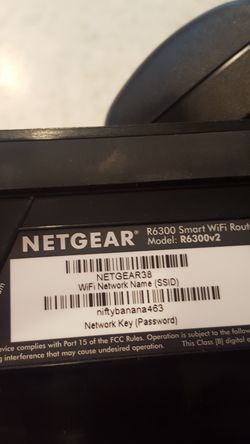 R6300 Smart WiFi Rout
NETGEAR® Model: R6300v2
NETGEAR38
WiFi Network Name (SSID)
niftybanana463
Network Key (Password)
device complies with Part 15 of the FCC Rules. Operation is subject to the follow
ing interference that may cause undesired operation. This Class [B] digital